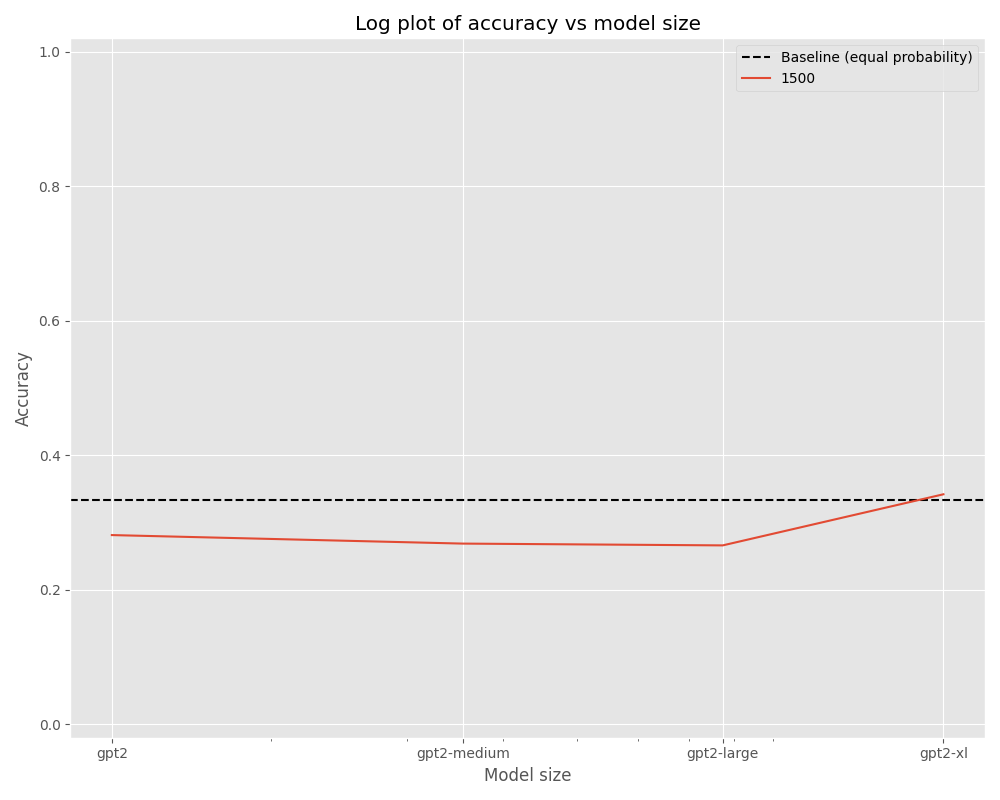 Log plot of accuracy vs model size
Baseline (equal probability)
1500
1.0
0.8
0.6
0.4
0.2
0.0
Accuracy
gpt2 gpt2-medium gpt2-large gpt2-xl
Model size